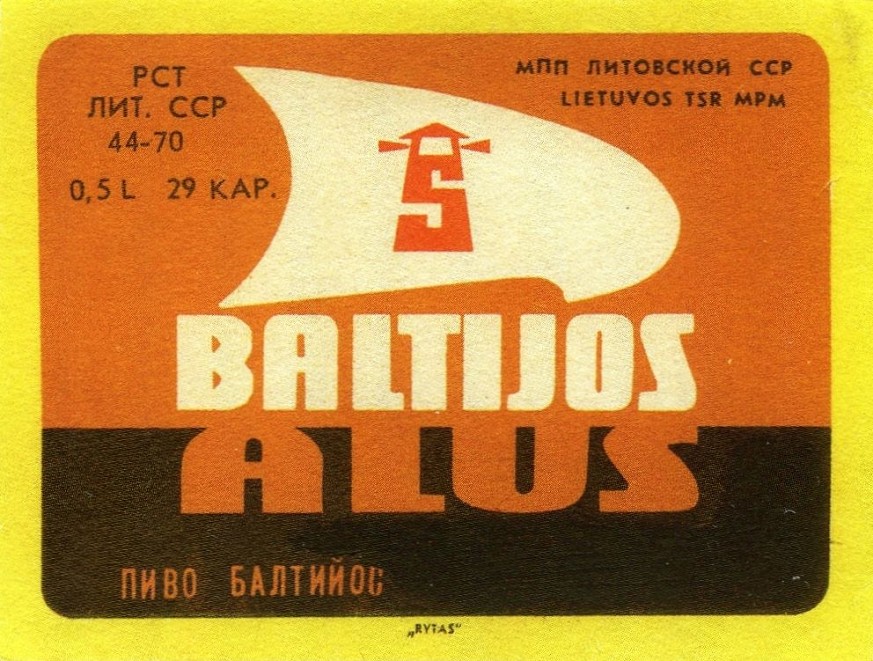 РСТ
ЛИТ. ССР
44-70
0,5 L 29 КАР.
МПП ЛИТОВСКОЙ ССР
LIETUVOS TSR MPM
S
BALTIJOS
ALUS
ПИВО БАЛТИЙОС
„RYTAS“